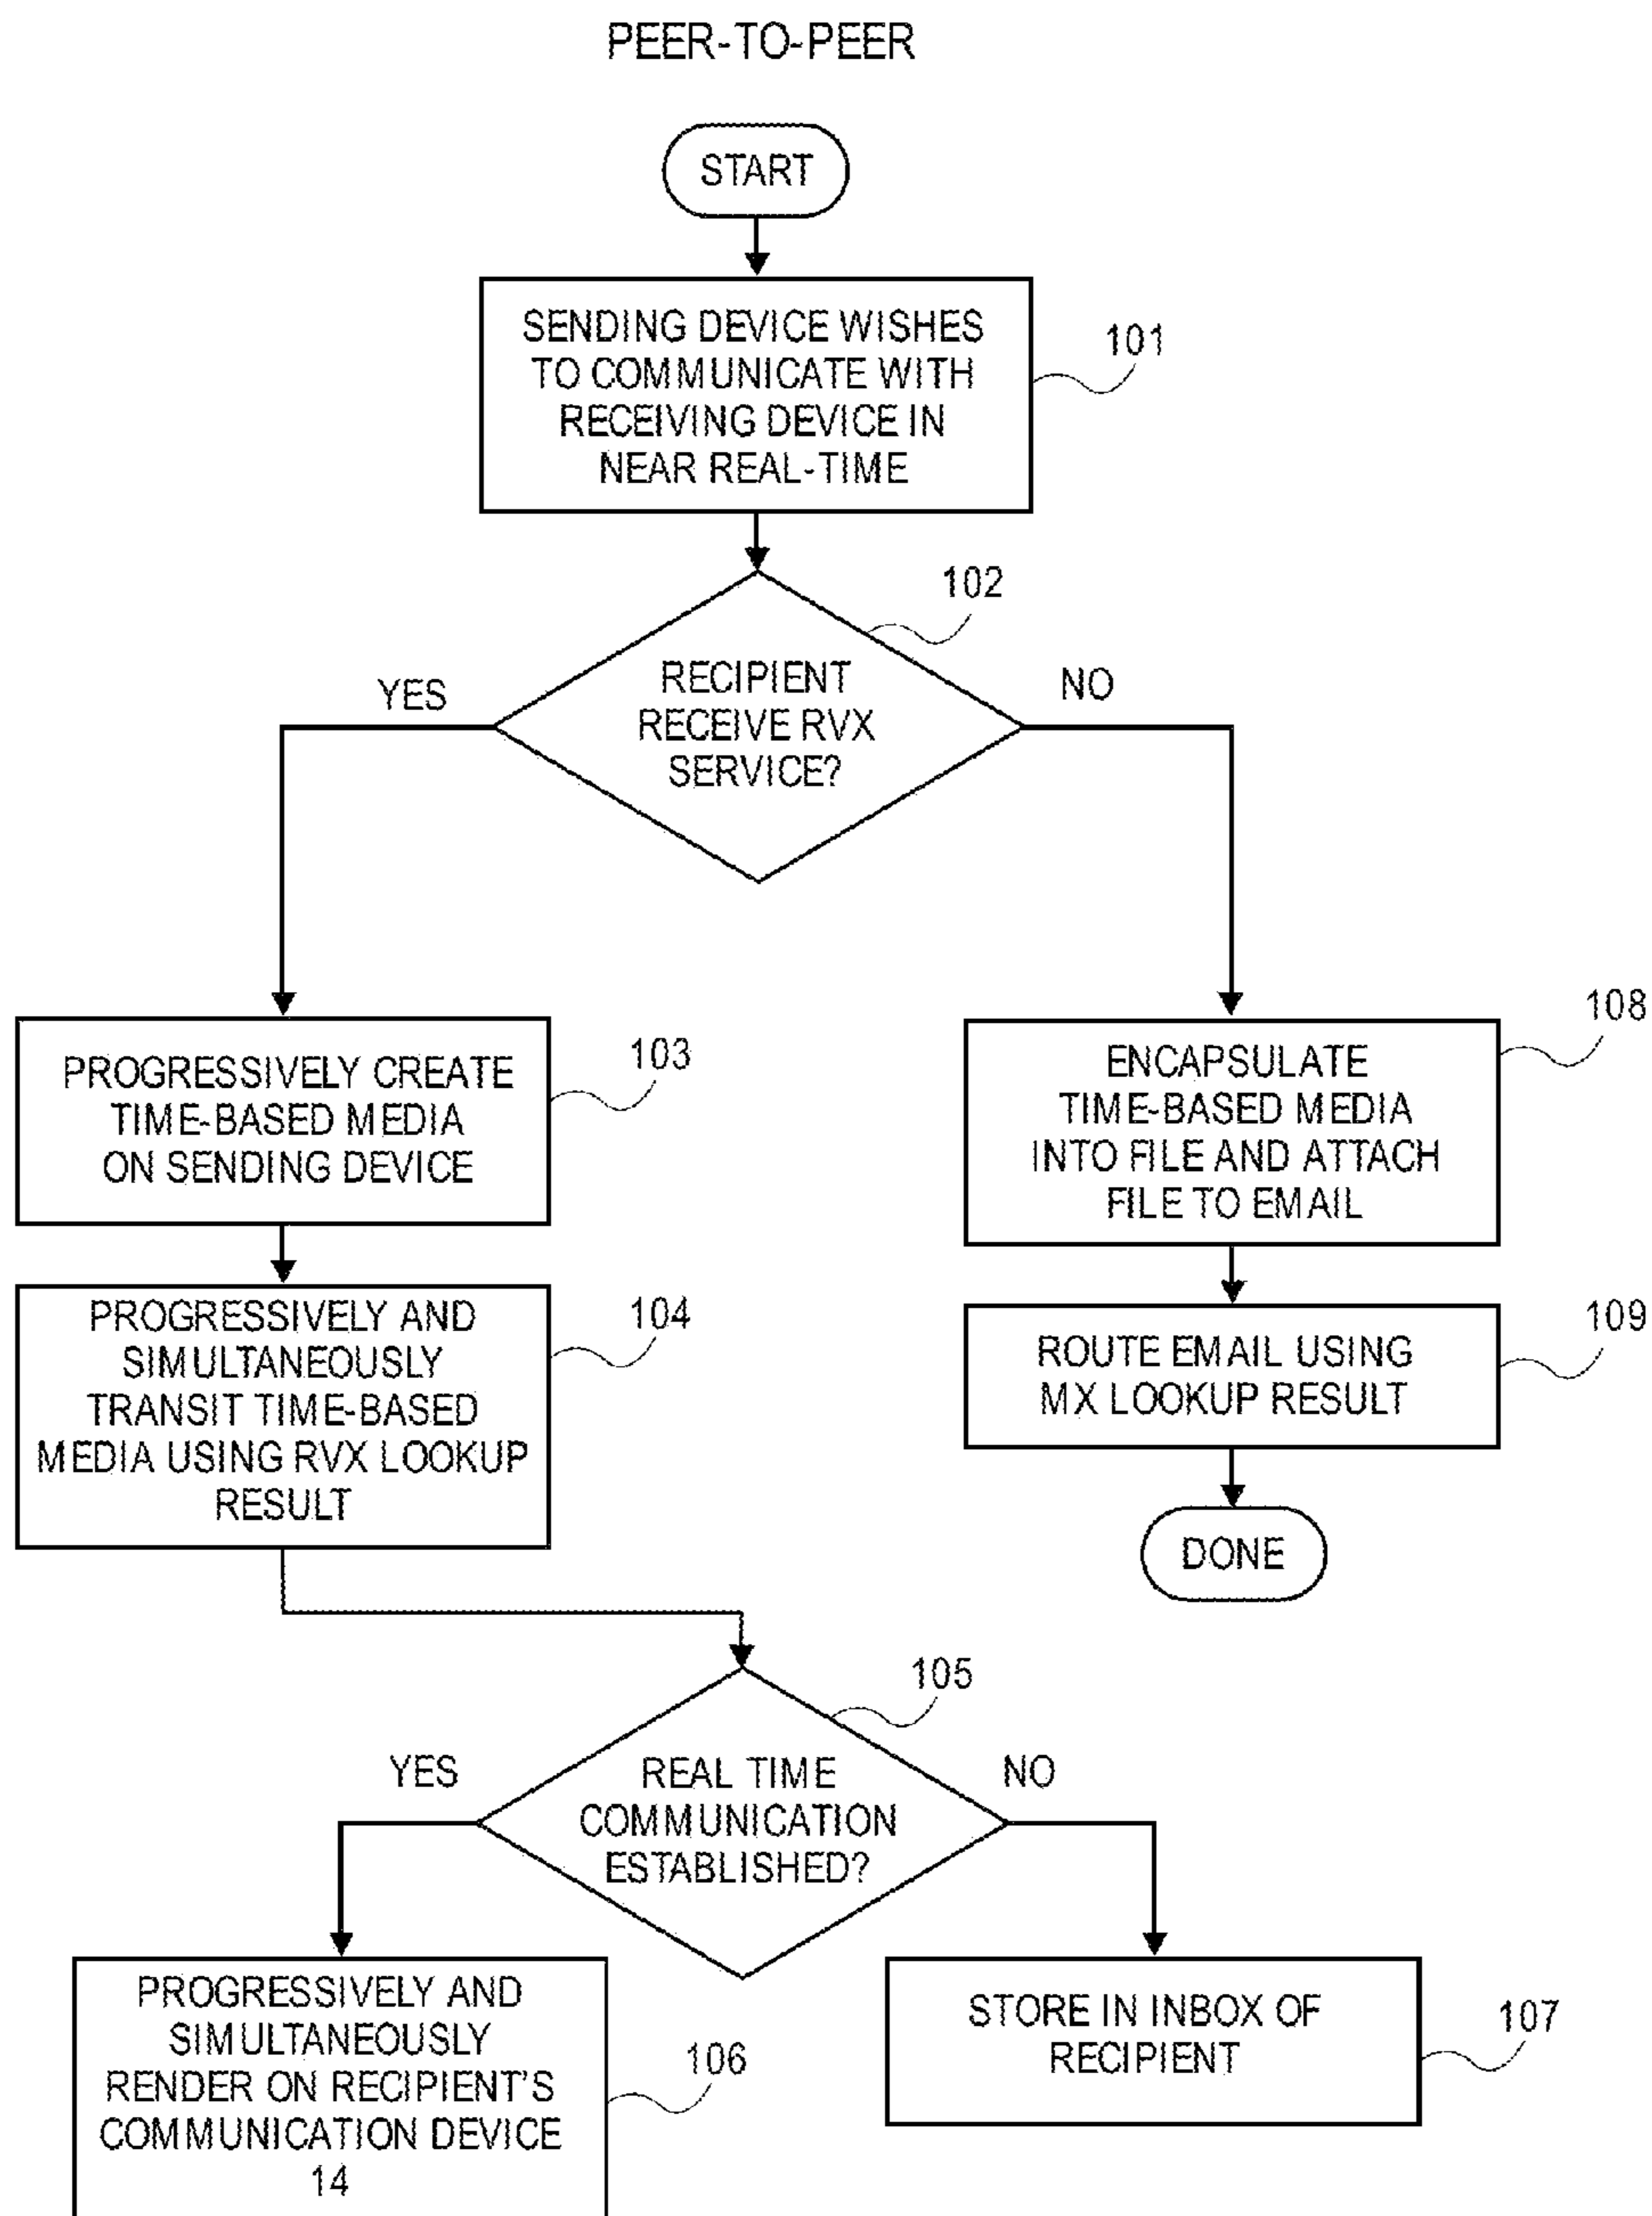 PEER-TO-PEER
START
SENDING DEVICE WISHES
TO COMMUNICATE WITH
RECEIVING DEVICE IN
NEAR REAL-TIME
101
102
RECIPIENT
RECEIVE RVX
SERVICE?
YES
NO
PROGRESSIVELY CREATE
TIME-BASED MEDIA
ON SENDING DEVICE
103
PROGRESSIVELY AND
SIMULTANEOUSLY
TRANSIT TIME-BASED
MEDIA USING RVX LOOKUP
RESULT
104
ENCAPSULATE
TIME-BASED MEDIA
INTO FILE AND ATTACH
FILE TO EMAIL
108
ROUTE EMAIL USING
MX LOOKUP RESULT
109
DONE
105
REAL TIME
COMMUNICATION
ESTABLISHED?
YES
NO
PROGRESSIVELY AND
SIMULTANEOUSLY
RENDER ON RECIPIENT'S
COMMUNICATION DEVICE
14
106
STORE IN INBOX OF
RECIPIENT
107